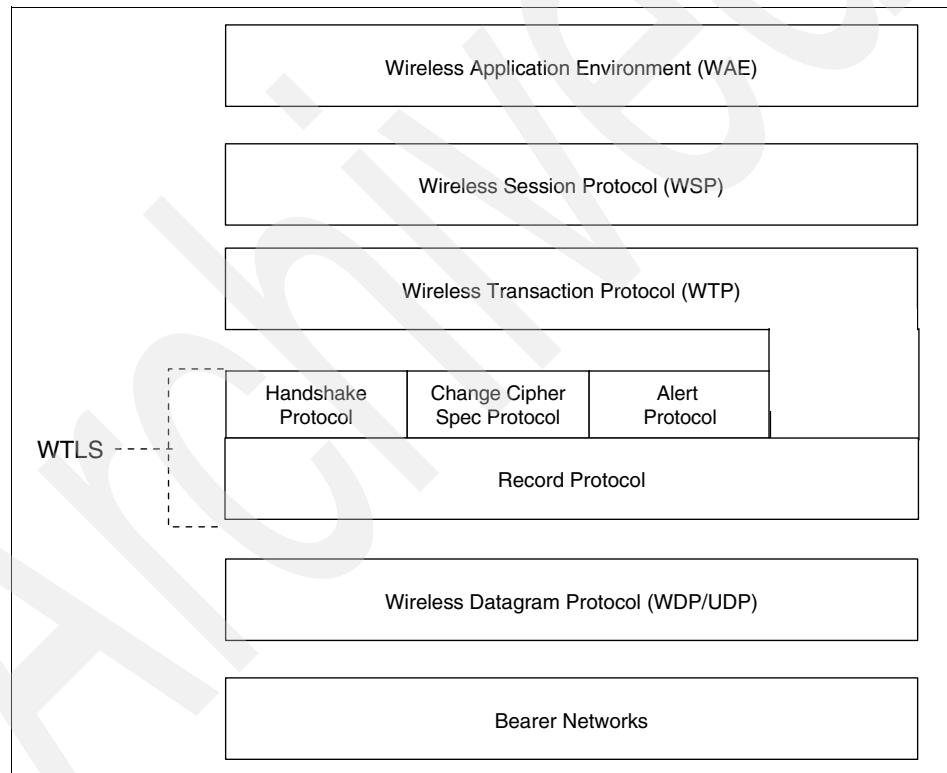 Wireless Application Environment (WAE)
Wireless Session Protocol (WSP)
Wireless Transaction Protocol (WTP)
Handshake
Protocol
Change Cipher
Spec Protocol
Alert
Protocol
WTLS
Record Protocol
Wireless Datagram Protocol (WDP/UDP)
Bearer Networks